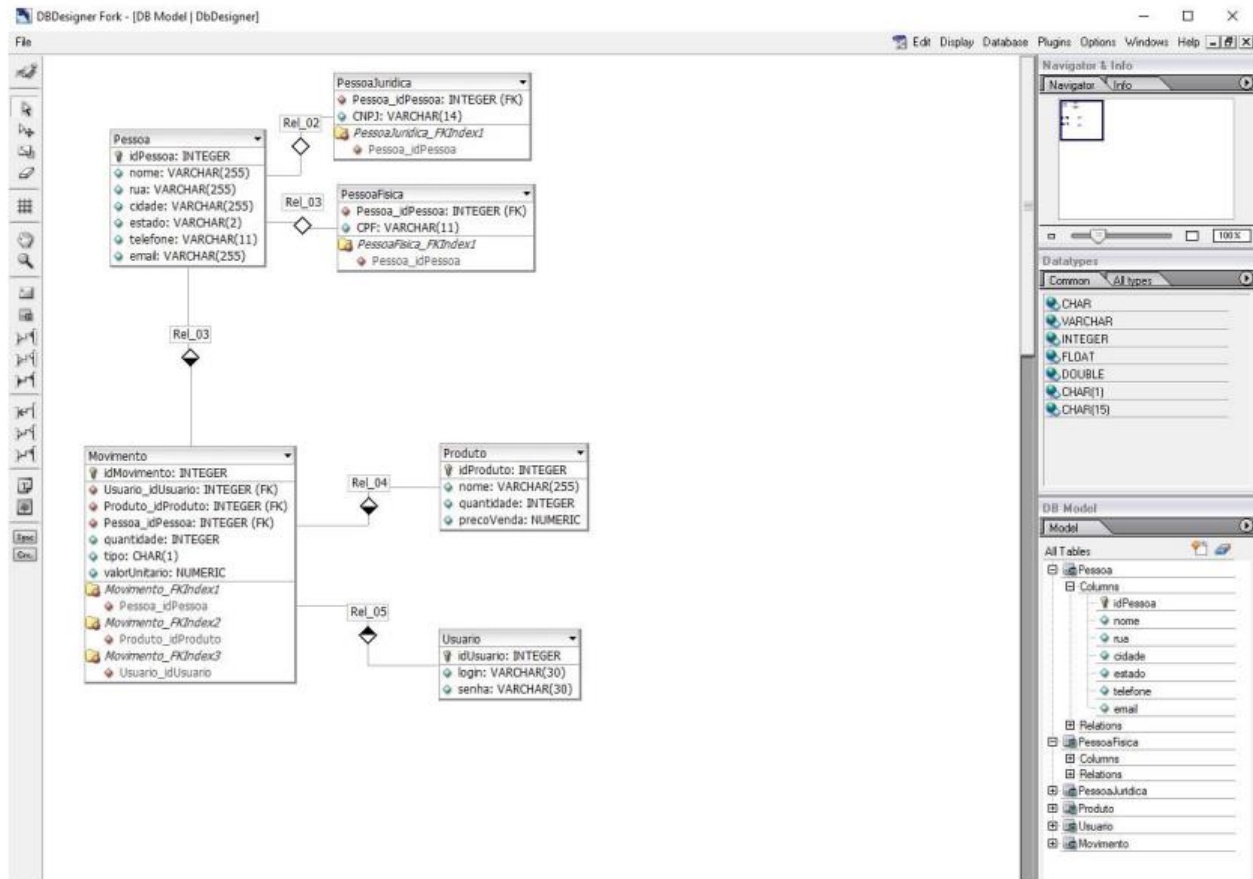 DBDesigner Fork - [DB Model | DbDesigner]
File
Edit Display Database Plugins Options Windows Help
Pessoa
idPessoa: INTEGER
nome: VARCHAR(255)
rua: VARCHAR(255)
cidade: VARCHAR(255)
estado: VARCHAR(2)
telefone: VARCHAR(11)
email: VARCHAR(255)
Rel_02
PessoaJuridica
Pessoa_idPessoa: INTEGER (FK)
CNPJ: VARCHAR(14)
PessoaJuridica_FKIndex1
Pessoa_idPessoa
Rel_03
PessoaFisica
Pessoa_idPessoa: INTEGER (FK)
CPF: VARCHAR(11)
PessoaFisica_FKIndex1
Pessoa_idPessoa
Rel_03
Movimento
idMovimento: INTEGER
Usuario_idUsuario: INTEGER (FK)
Produto_idProduto: INTEGER (FK)
Pessoa_idPessoa: INTEGER (FK)
quantidade: INTEGER
tipo: CHAR(1)
valorUnitario: NUMERIC
Movimento_FKIndex1
Pessoa_idPessoa
Movimento_FKIndex2
Produto_idProduto
Movimento_FKIndex3
Usuario_idUsuario
Rel_04
Produto
idProduto: INTEGER
nome: VARCHAR(255)
quantidade: INTEGER
precoVenda: NUMERIC
Rel_05
Usuario
idUsuario: INTEGER
login: VARCHAR(30)
senha: VARCHAR(30)
Navigator & Info
Navigator Info
100%
Datatypes
Common All types
CHAR
VARCHAR
INTEGER
FLOAT
DOUBLE
CHAR(1)
CHAR(15)
DB Model
Model
All Tables
Pessoa
Columns
idPessoa
nome
rua
cidade
estado
telefone
email
Relations
PessoaFisica
Columns
Relations
PessoaJuridica
Produto
Usuario
Movimento